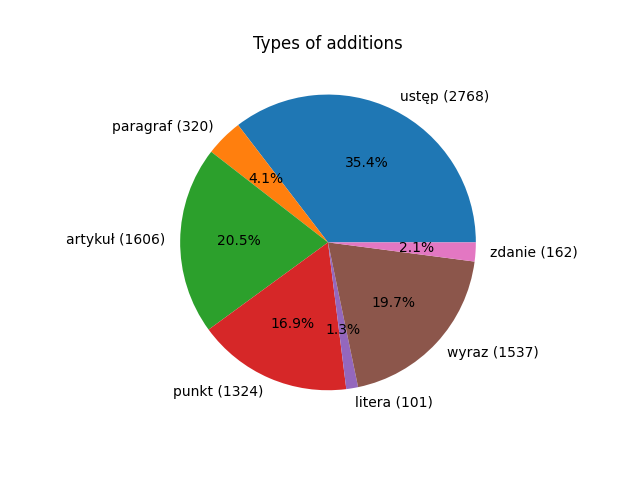 Types of additions
ustęp (2768)
paragraf (320)
35.4%
4.1%
artykuł (1606)
20.5%
2.1%
zdanie (162)
19.7%
16.9%
1.3%
wyraz (1537)
punkt (1324)
litera (101)